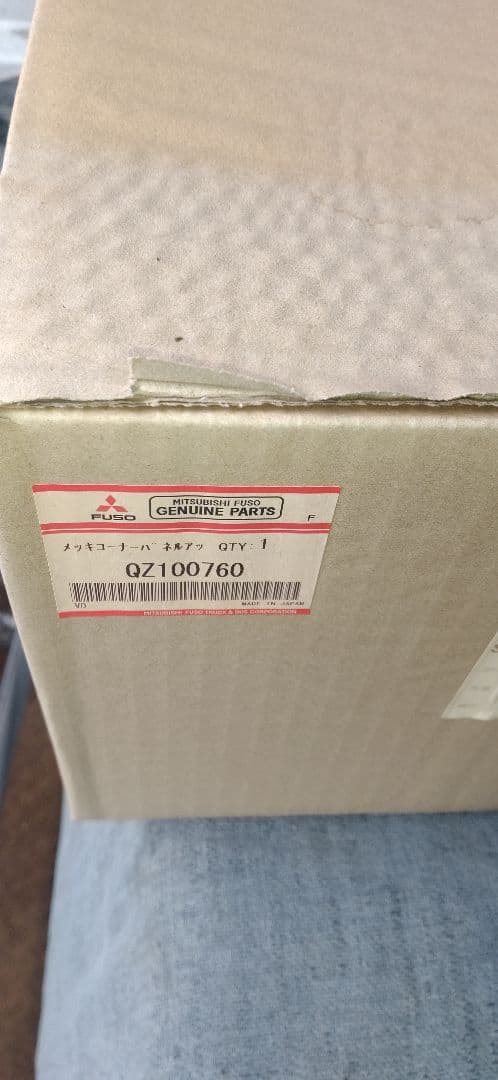 FUSO
MITSUBISHI FUSO
GENUINE PARTS
F
メッキコーナーパネルアッ QTY: 1
QZ100760
VD MADE IN JAPAN
MITSUBISHI FUSO TRUCK & BUS CORPORATION